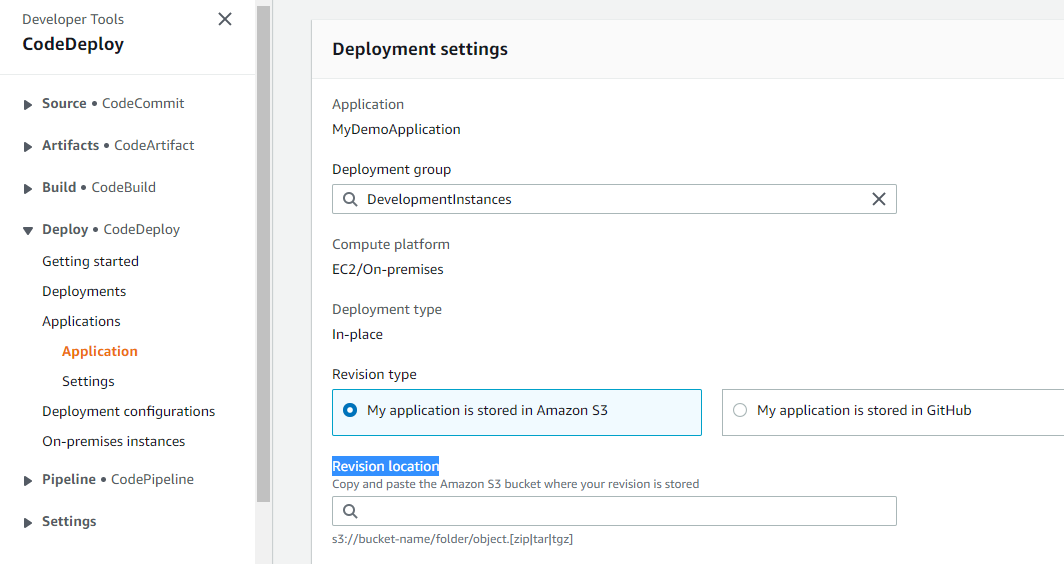 Developer Tools
CodeDeploy
Source • CodeCommit
Artifacts • CodeArtifact
Build • CodeBuild
Deploy • CodeDeploy
Getting started
Deployments
Applications
Application
Settings
Deployment configurations
On-premises instances
Pipeline • CodePipeline
Settings
Deployment settings
Application
MyDemoApplication
Deployment group
DevelopmentInstances
Compute platform
EC2/On-premises
Deployment type
In-place
Revision type
My application is stored in Amazon S3
My application is stored in GitHub
Revision location
Copy and paste the Amazon S3 bucket where your revision is stored
s3://bucket-name/folder/object.[zip|tar|tgz]